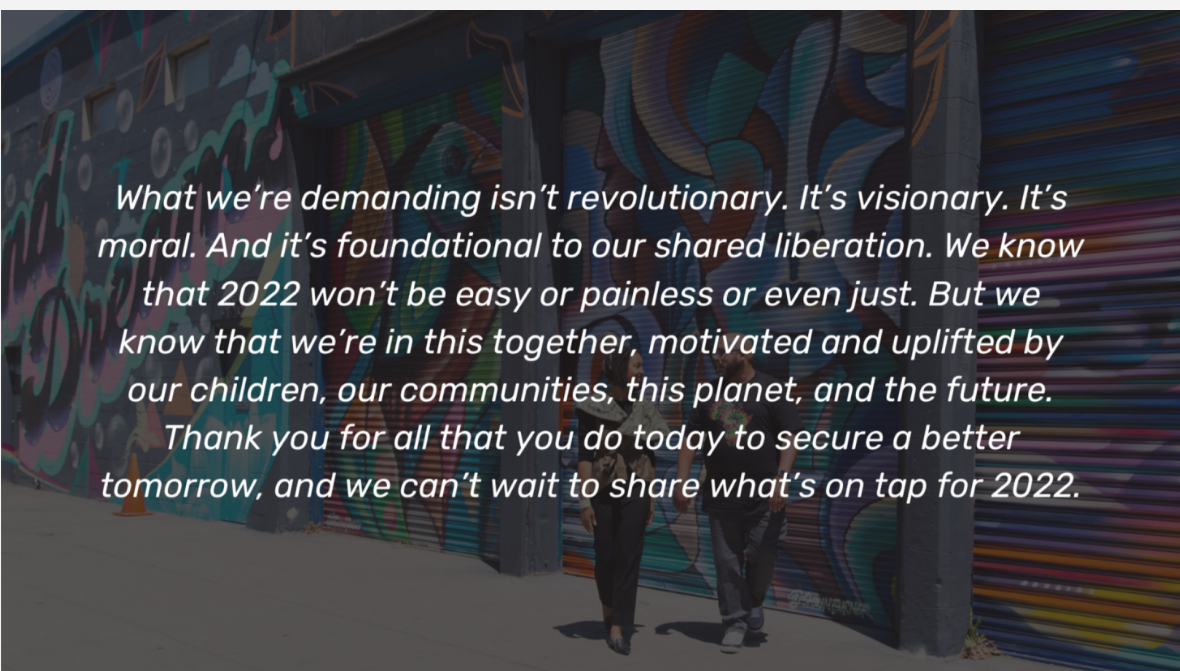 What we're demanding isn't revolutionary. It's visionary. It's
moral. And it's foundational to our shared liberation. We know
that 2022 won't be easy or painless or even just. But we
know that we're in this together, motivated and uplifted by
our children, our communities, this planet, and the future.
Thank you for all that you do today to secure a better
tomorrow, and we can't wait to share what's on tap for 2022.